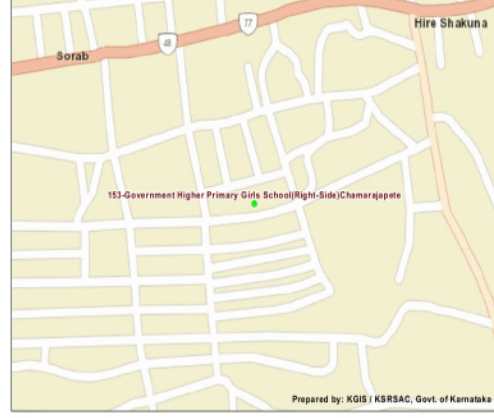 77
Hire Shakuna
48
Sorab
153-Government Higher Primary Girls School(Right-Side)Chamarajapete
Prepared by: KGIS / KSRSAC, Govt. of Karnataka